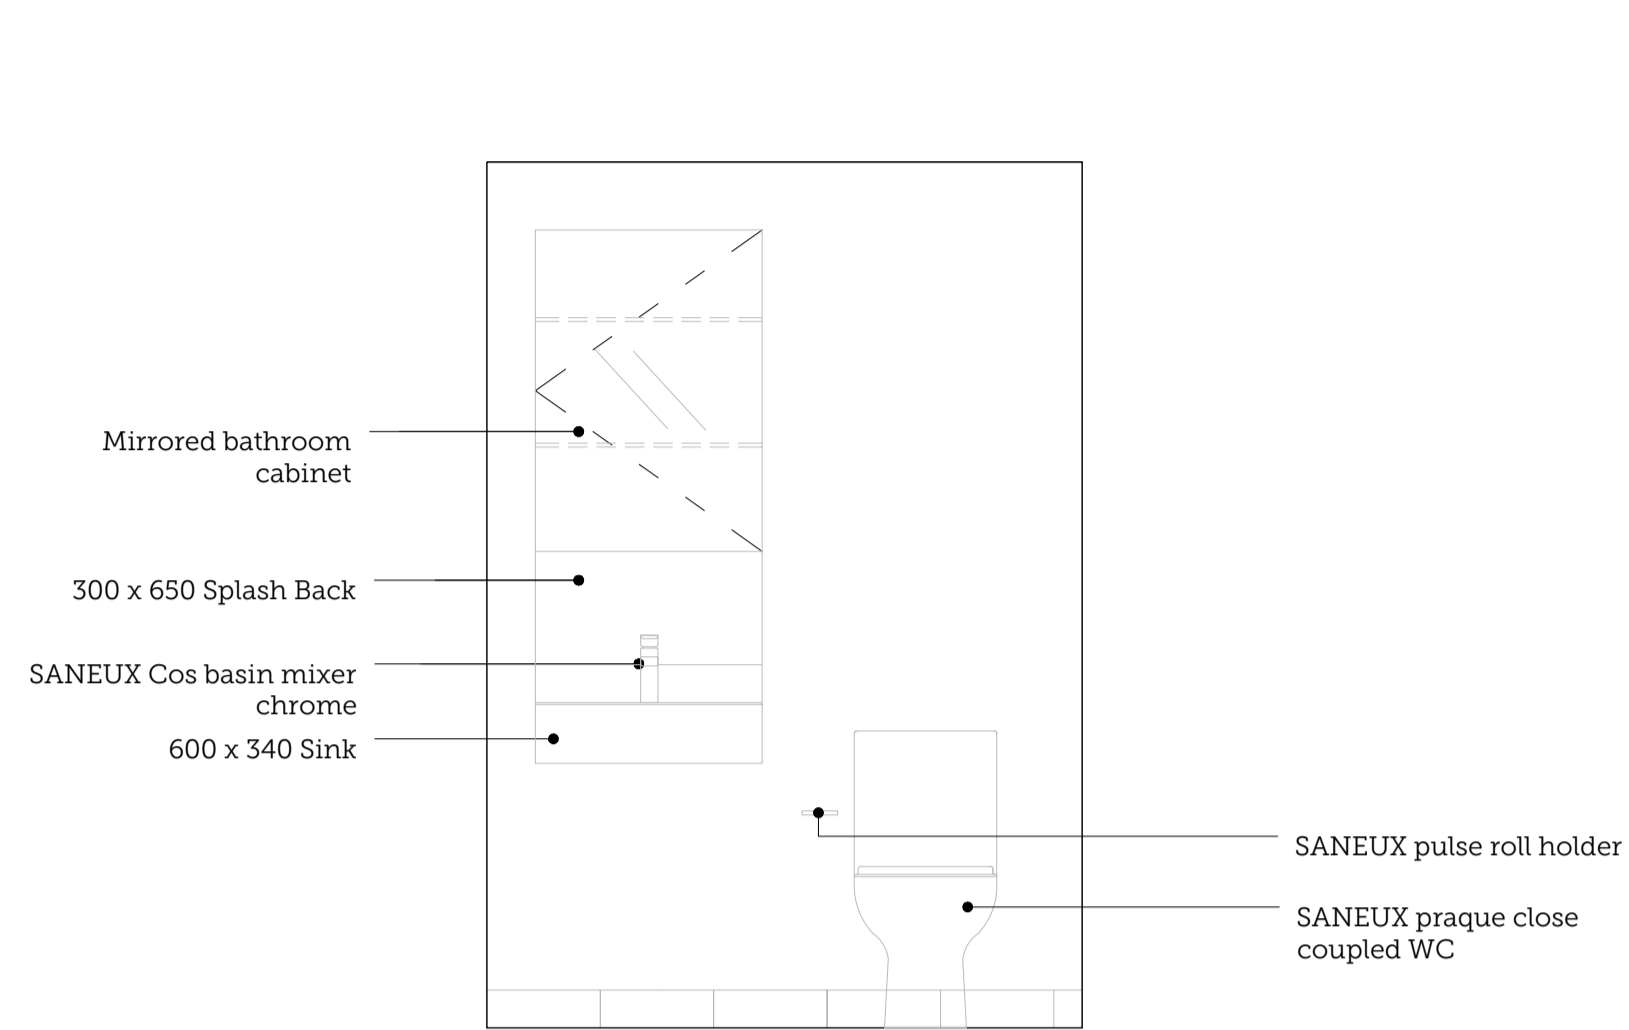 Mirrored bathroom
cabinet
300 x 650 Splash Back
SANEUX Cos basin mixer
chrome
600 x 340 Sink
SANEUX pulse roll holder
SANEUX praque close
coupled WC